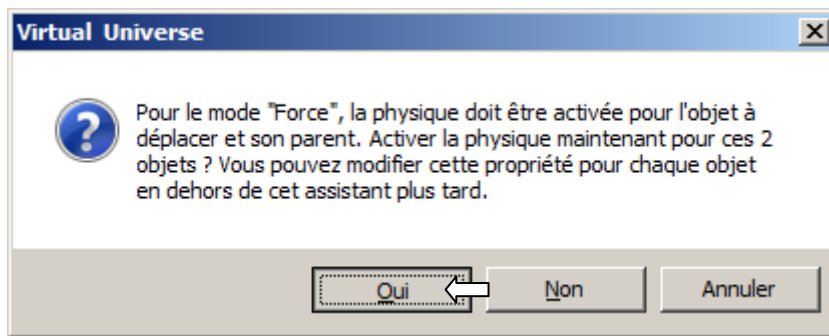 Virtual Universe
Pour le mode "Force", la physique doit être activée pour l'objet à
déplacer et son parent. Activer la physique maintenant pour ces 2
objets ? Vous pouvez modifier cette propriété pour chaque objet
en dehors de cet assistant plus tard.
Oui Non Annuler